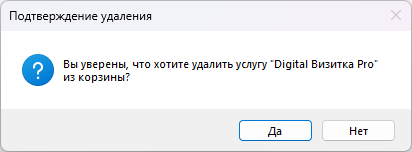 Подтверждение удаления
Вы уверены, что хотите удалить услугу "Digital Визитка Pro"
из корзины?
Да
Нет